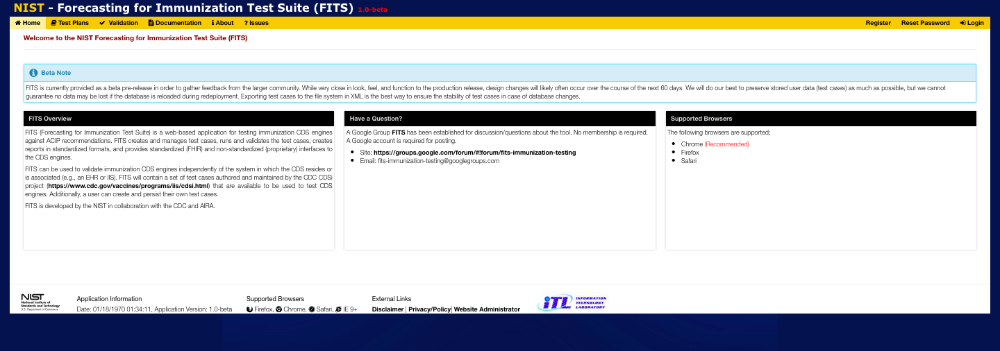 NIST - Forecasting for Immunization Test Suite (FITS) 1.0-beta
Home Test Plans Validation Documentation About Issues Register Reset Password Login
Welcome to the NIST Forecasting for Immunization Test Suite (FITS)
Beta Note
FITS is currently provided as a beta pre-release in order to gather feedback from the larger community. While very close in look, feel, and function to the production release, design changes will likely often occur over the course of the next 60 days. We will do our best to preserve stored user data (test cases) as much as possible, but we cannot
guarantee no data may be lost if the database is reloaded during redeployment. Exporting test cases to the file system in XML is the best way to ensure the stability of test cases in case of database changes.
FITS Overview
FITS (Forecasting for Immunization Test Suite) is a web-based application for testing immunization CDS engines
against ACIP recommendations. FITS creates and manages test cases, runs and validates the test cases, creates
reports in standardized formats, and provides standardized (FHIR) and non-standardized (proprietary) interfaces to
the CDS engines.
FITS can be used to validate immunization CDS engines independently of the system in which the CDS resides or
is associated (e.g., an EHR or IIS). FITS will contain a set of test cases authored and maintained by the CDC CDSi
project (https://www.cdc.gov/vaccines/programs/iis/cdsi.html) that are available to be used to test CDS
engines. Additionally, a user can create and persist their own test cases.
FITS is developed by the NIST in collaboration with the CDC and AIRA.
Have a Question?
A Google Group FITS has been established for discussion/questions about the tool. No membership is required.
A Google account is required for posting.
Site: https://groups.google.com/forum/#!forum/fits-immunization-testing
Email: fits-immunization-testing@googlegroups.com
Supported Browsers
The following browsers are supported:
Chrome (Recommended)
Firefox
Safari
NIST
National Institute of
Standards and Technology
U.S. Department of Commerce
Application Information
Date: 01/18/1970 01:34:11, Application Version: 1.0-beta
Supported Browsers
Firefox, Chrome, Safari, IE 9+
External Links
Disclaimer | Privacy/Policy| Website Administrator
iTL INFORMATION
TECHNOLOGY
LABORATORY